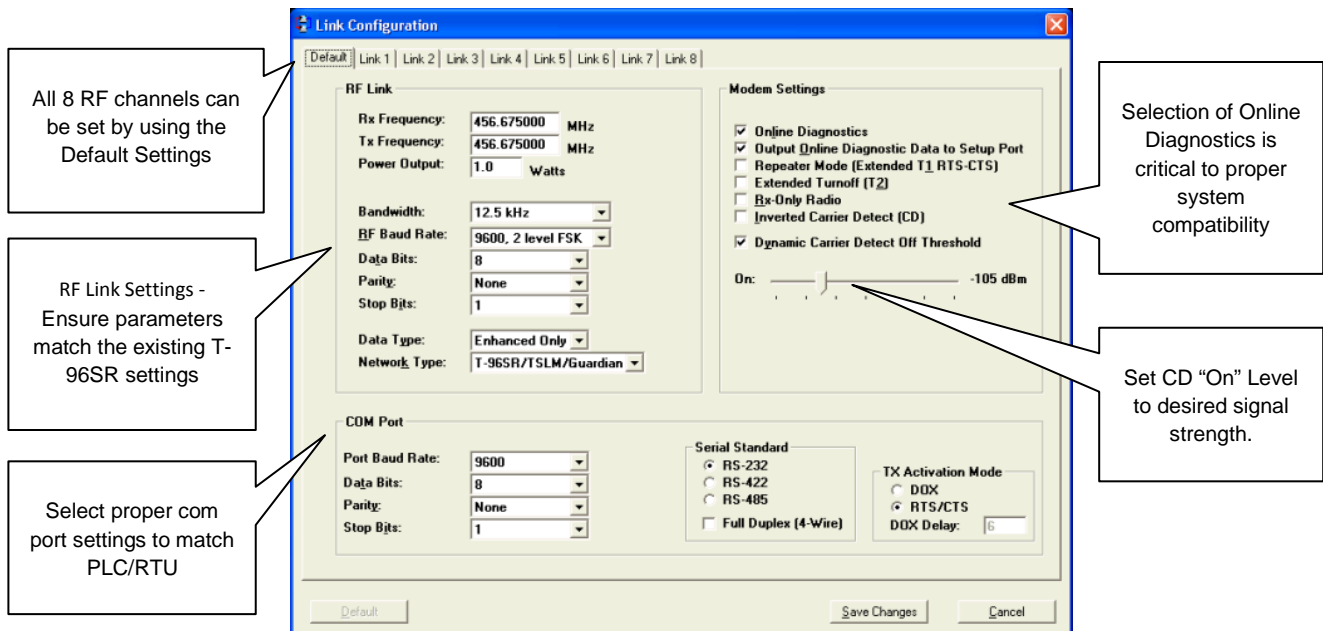 Link Configuration
Default Link 1 Link 2 Link 3 Link 4 Link 5 Link 6 Link 7 Link 8
All 8 RF channels can
be set by using the
Default Settings
RF Link Settings -
Ensure parameters
match the existing T-
96SR settings
Select proper com
port settings to match
PLC/RTU
RF Link
Rx Frequency: 456.675000 MHz
Tx Frequency: 456.675000 MHz
Power Output: 1.0 Watts
Bandwidth: 12.5 kHz
RF Baud Rate: 9600, 2 level FSK
Data Bits: 8
Parity: None
Stop Bits: 1
Data Type: Enhanced Only
Network Type: T-96SR/TSLM/Guardian
Modem Settings
Online Diagnostics
Output Online Diagnostic Data to Setup Port
Repeater Mode (Extended T1 RTS-CTS)
Extended Turnoff (T2)
Rx-Only Radio
Inverted Carrier Detect (CD)
Dynamic Carrier Detect Off Threshold
On: -105 dBm
COM Port
Port Baud Rate: 9600
Data Bits: 8
Parity: None
Stop Bits: 1
Serial Standard
RS-232
RS-422
RS-485
Full Duplex (4-Wire)
TX Activation Mode
DOX
RTS/CTS
DOX Delay: 6
Default Save Changes Cancel
Selection of Online
Diagnostics is
critical to proper
system
compatibility
Set CD “On” Level
to desired signal
strength.